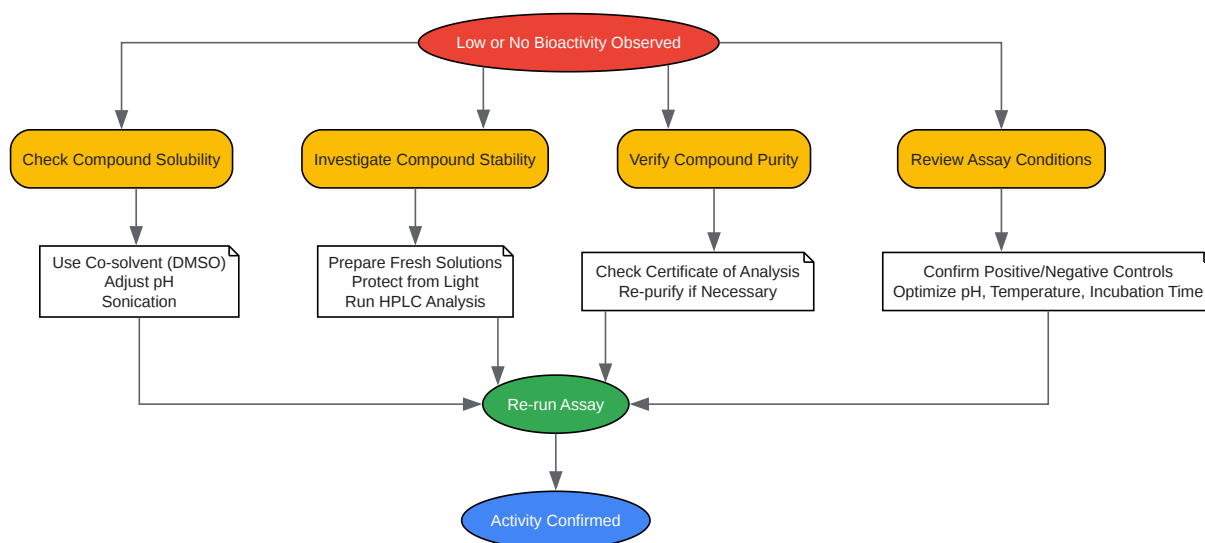 Low or No Bioactivity Observed
Check Compound Solubility
Investigate Compound Stability
Verify Compound Purity
Review Assay Conditions
Use Co-solvent (DMSO)
Adjust pH
Sonication
Prepare Fresh Solutions
Protect from Light
Run HPLC Analysis
Check Certificate of Analysis
Re-purify if Necessary
Confirm Positive/Negative Controls
Optimize pH, Temperature, Incubation Time
Re-run Assay
Activity Confirmed